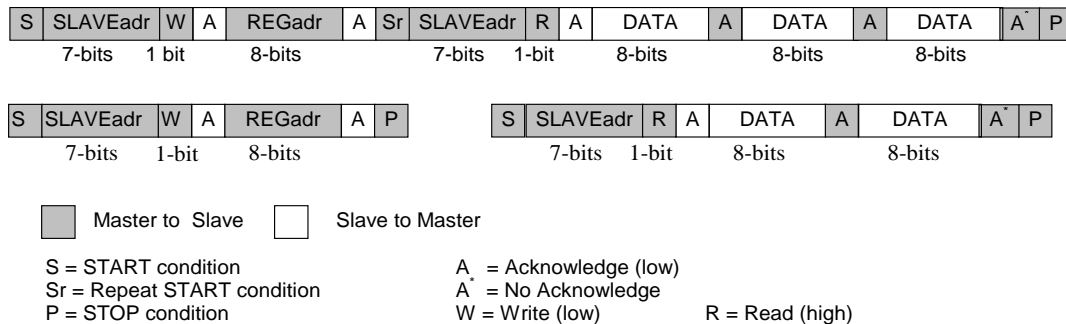 S SLAVEadr W A REGadr A Sr SLAVEadr R A DATA A DATA A DATA A* P
7-bits 1 bit 8-bits 7-bits 1-bit 8-bits 8-bits 8-bits
S SLAVEadr W A REGadr A P S SLAVEadr R A DATA A DATA A* P
7-bits 1-bit 8-bits 7-bits 1-bit 8-bits 8-bits
Master to Slave Slave to Master
S = START condition A = Acknowledge (low)
Sr = Repeat START condition A* = No Acknowledge
P = STOP condition W = Write (low) R = Read (high)